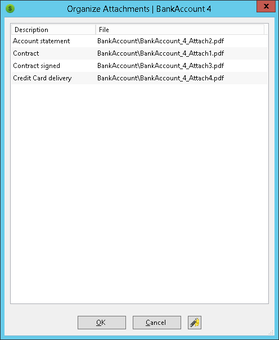 Organize Attachments | BankAccount 4
Description File
Account statement BankAccount\BankAccount_4_Attach2.pdf
Contract BankAccount\BankAccount_4_Attach1.pdf
Contract signed BankAccount\BankAccount_4_Attach3.pdf
Credit Card delivery BankAccount\BankAccount_4_Attach4.pdf
OK Cancel